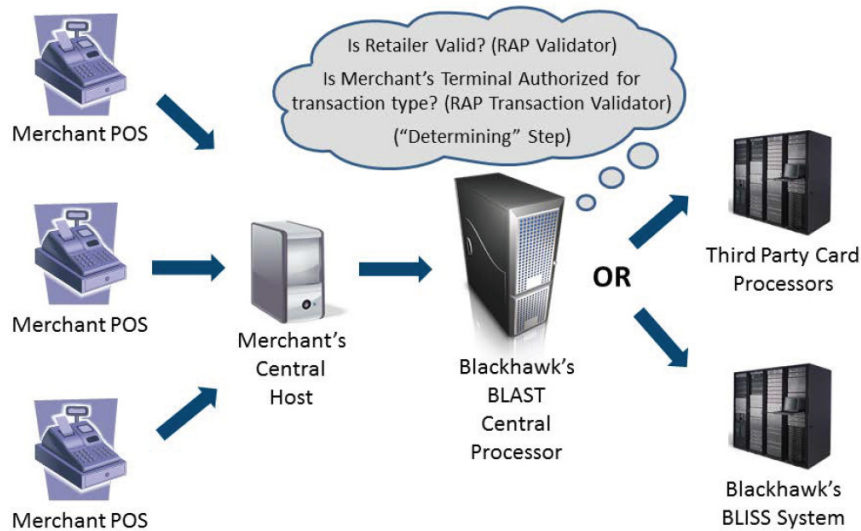 Is Retailer Valid? (RAP Validator)
Is Merchant's Terminal Authorized for
transaction type? (RAP Transaction Validator)
("Determining" Step)
Merchant POS
Merchant POS
Merchant POS
Merchant's
Central
Host
Blackhawk's
BLAST
Central
Processor
OR
Third Party Card
Processors
Blackhawk's
BLISS System